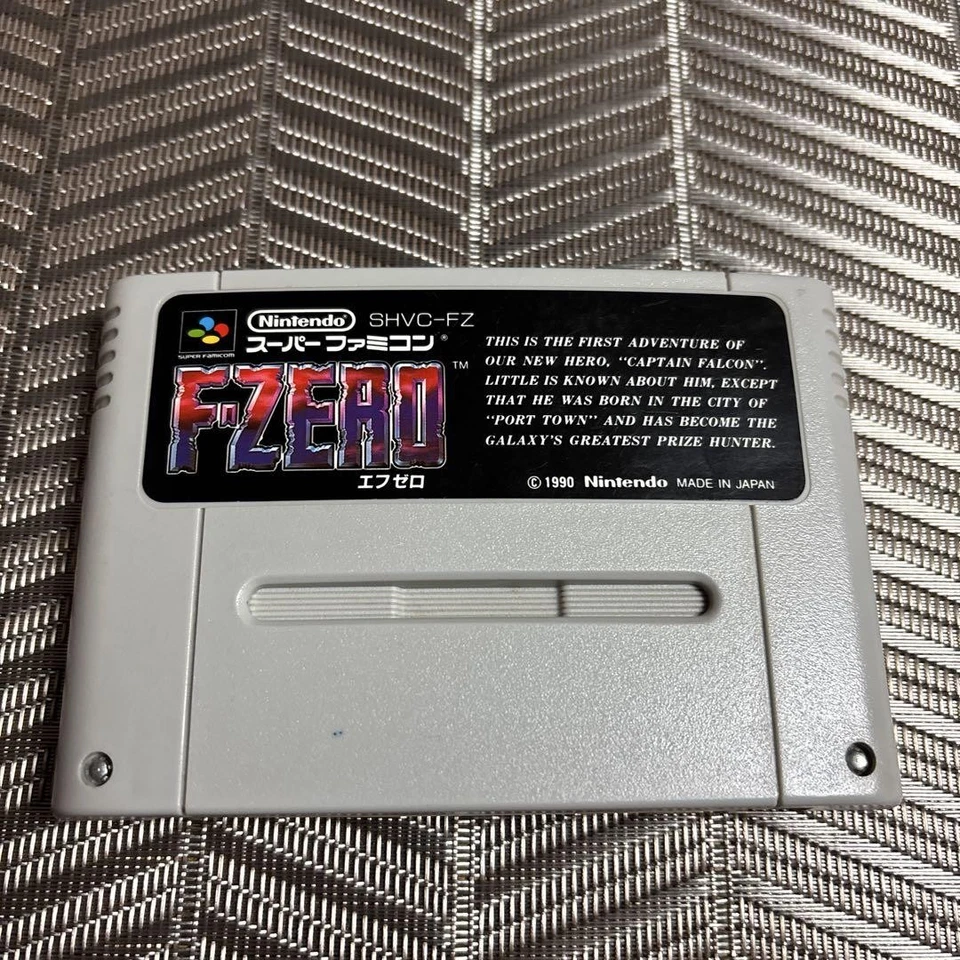 Nintendo SHVC-FZ
SUPER FAMICOM
スーパーファミコン®
F-ZERO™
エフゼロ
THIS IS THE FIRST ADVENTURE OF
OUR NEW HERO, "CAPTAIN FALCON".
LITTLE IS KNOWN ABOUT HIM, EXCEPT
THAT HE WAS BORN IN THE CITY OF
"PORT TOWN" AND HAS BECOME THE
GALAXY'S GREATEST PRIZE HUNTER.
© 1990 Nintendo MADE IN JAPAN